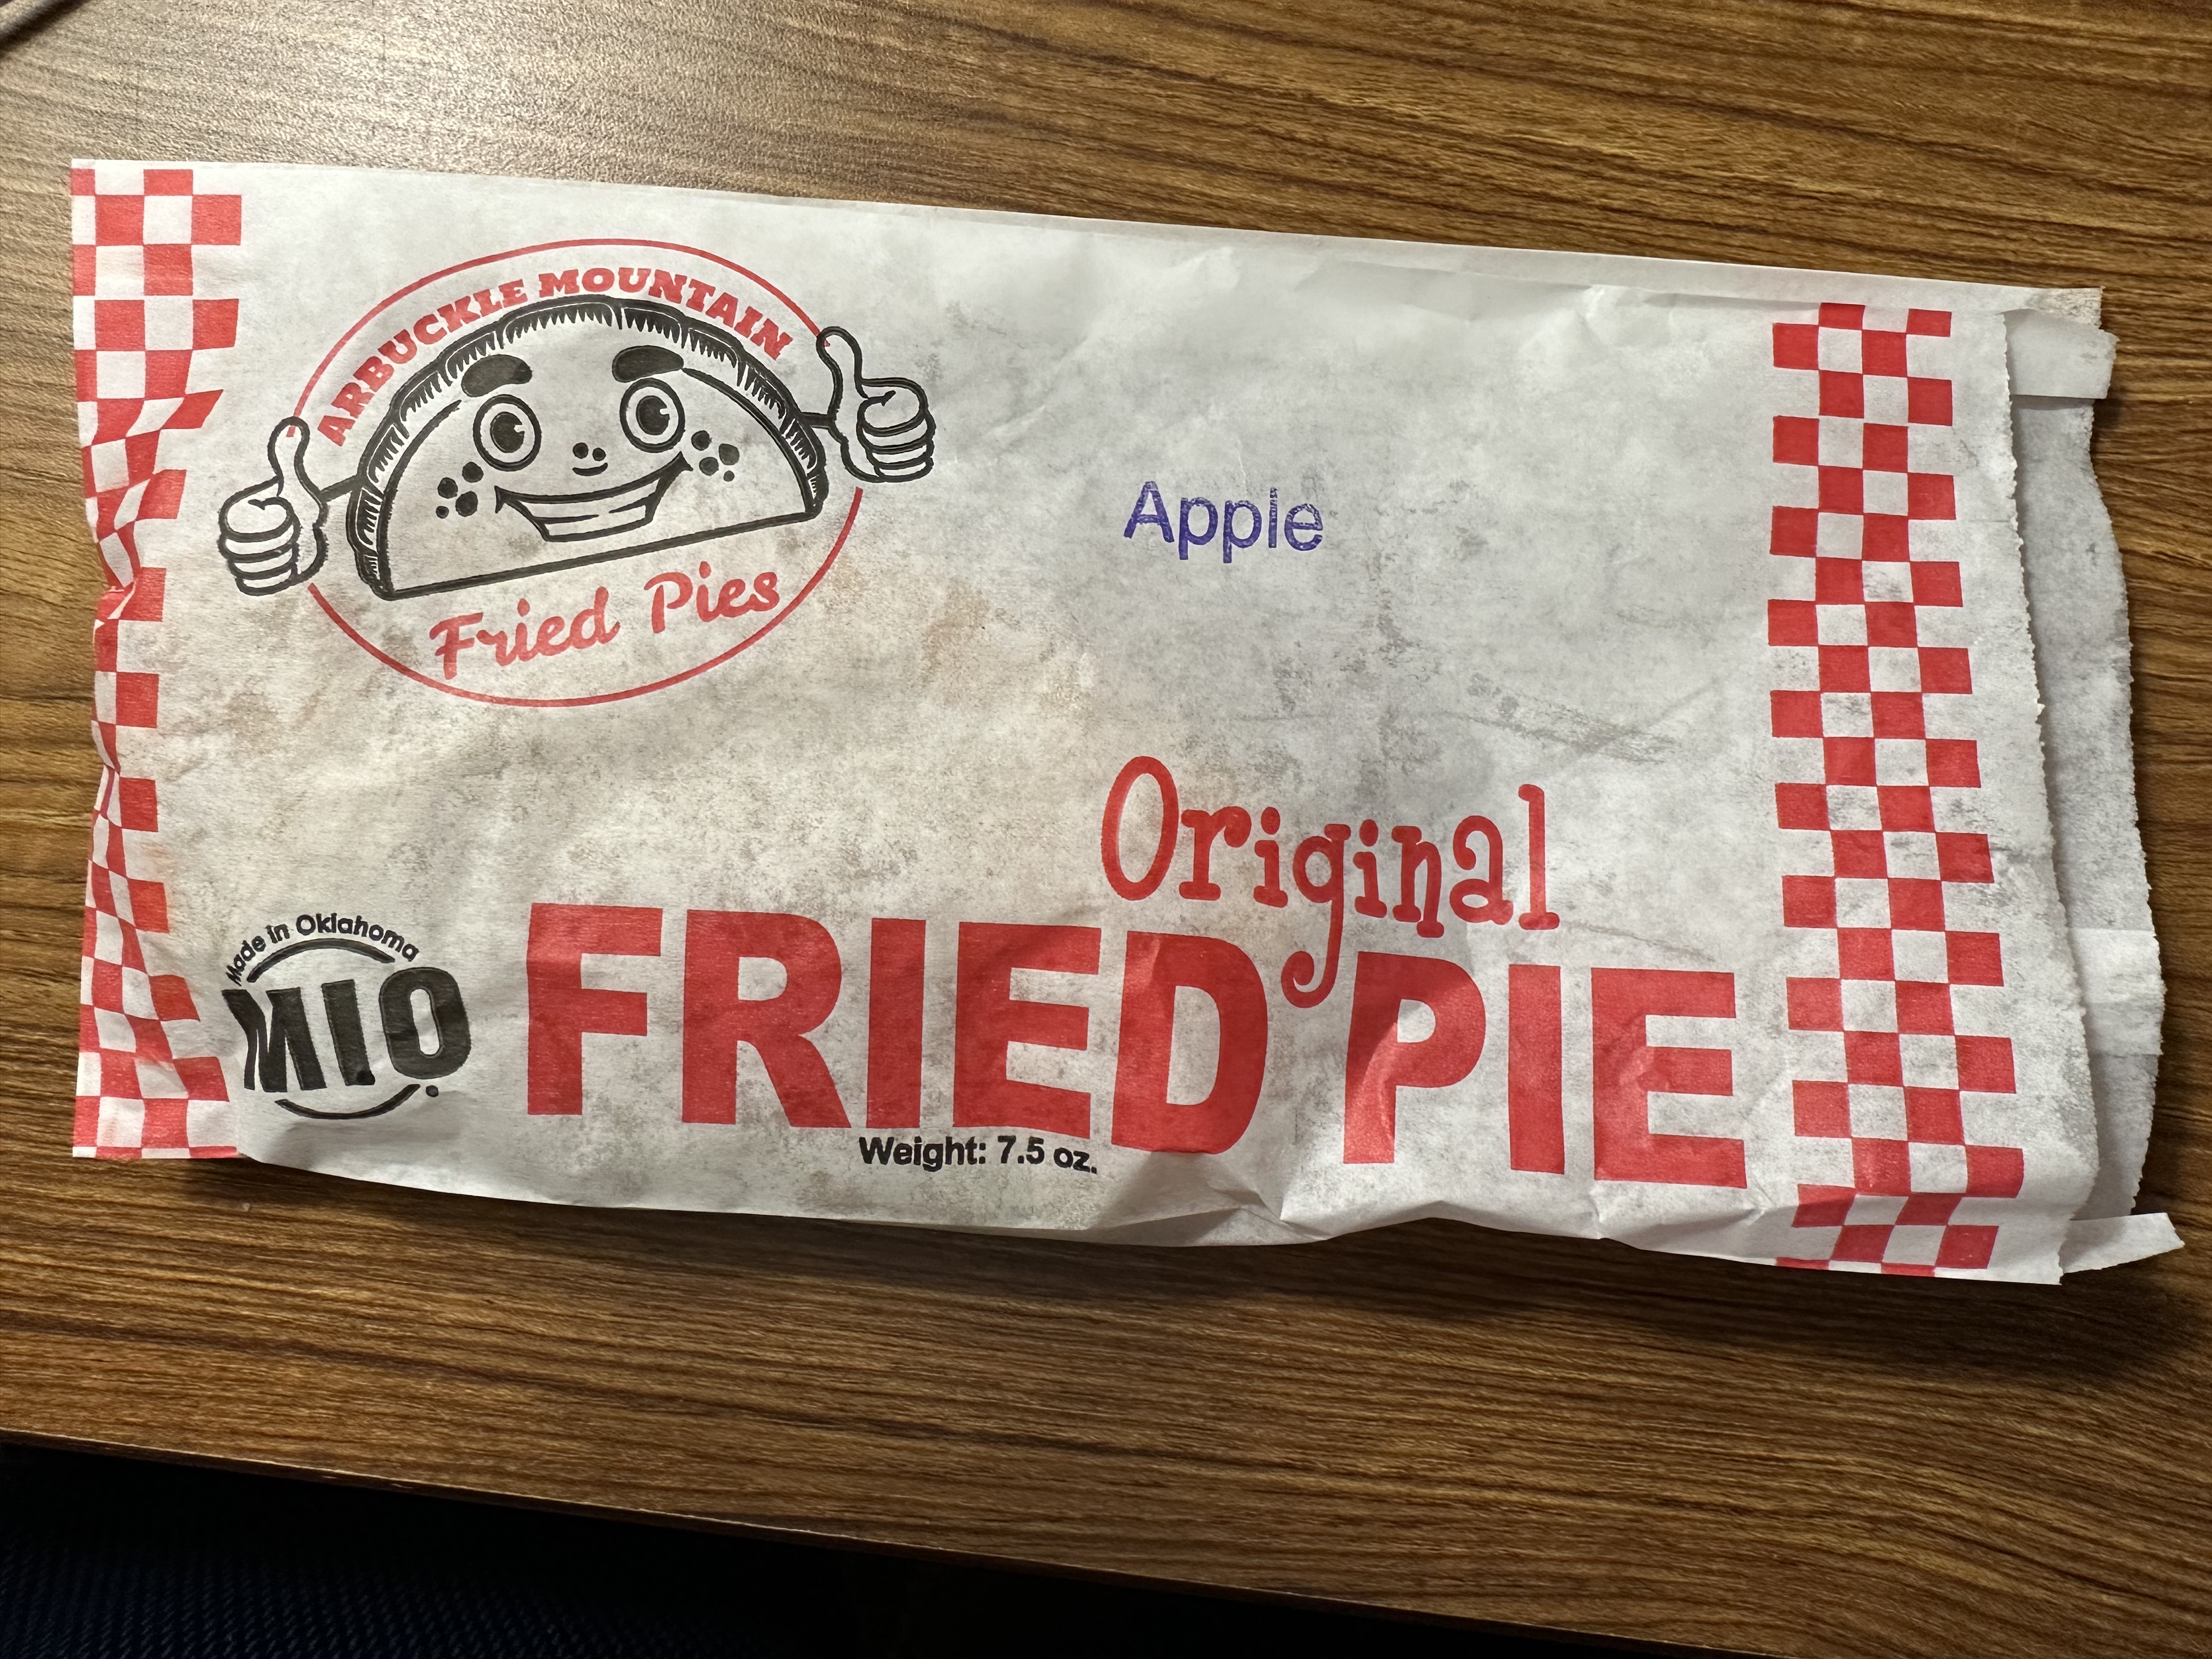 ARBUCKLE MOUNTAIN
Fried Pies
Apple
Original
FRIED PIE
Made in Oklahoma
MIO
Weight: 7.5 oz.